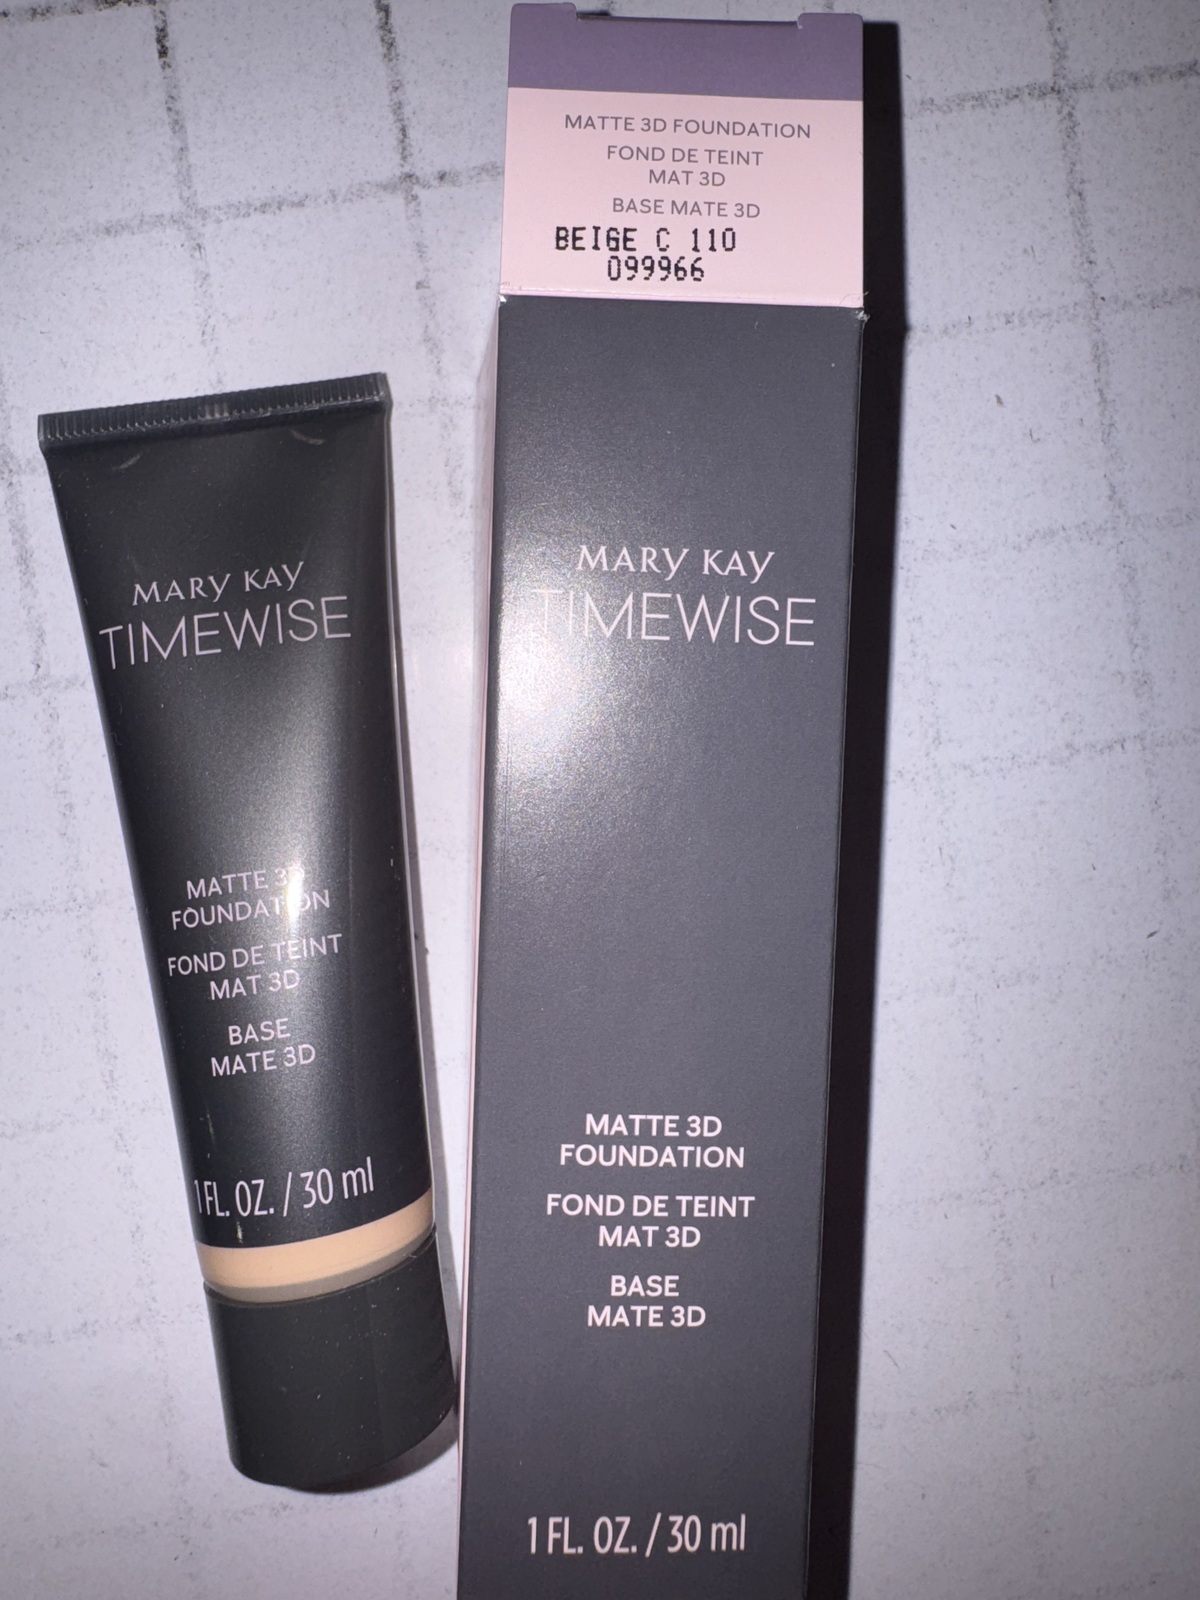 MATTE 3D FOUNDATION
FOND DE TEINT
MAT 3D
BASE MATE 3D
BEIGE C 110
099966
MARY KAY
TIMEWISE
MATTE 3D
FOUNDATION
FOND DE TEINT
MAT 3D
BASE
MATE 3D
1 FL. OZ. / 30 ml
MARY KAY
TIMEWISE
MATTE 3D
FOUNDATION
FOND DE TEINT
MAT 3D
BASE
MATE 3D
1 FL. OZ. / 30 ml